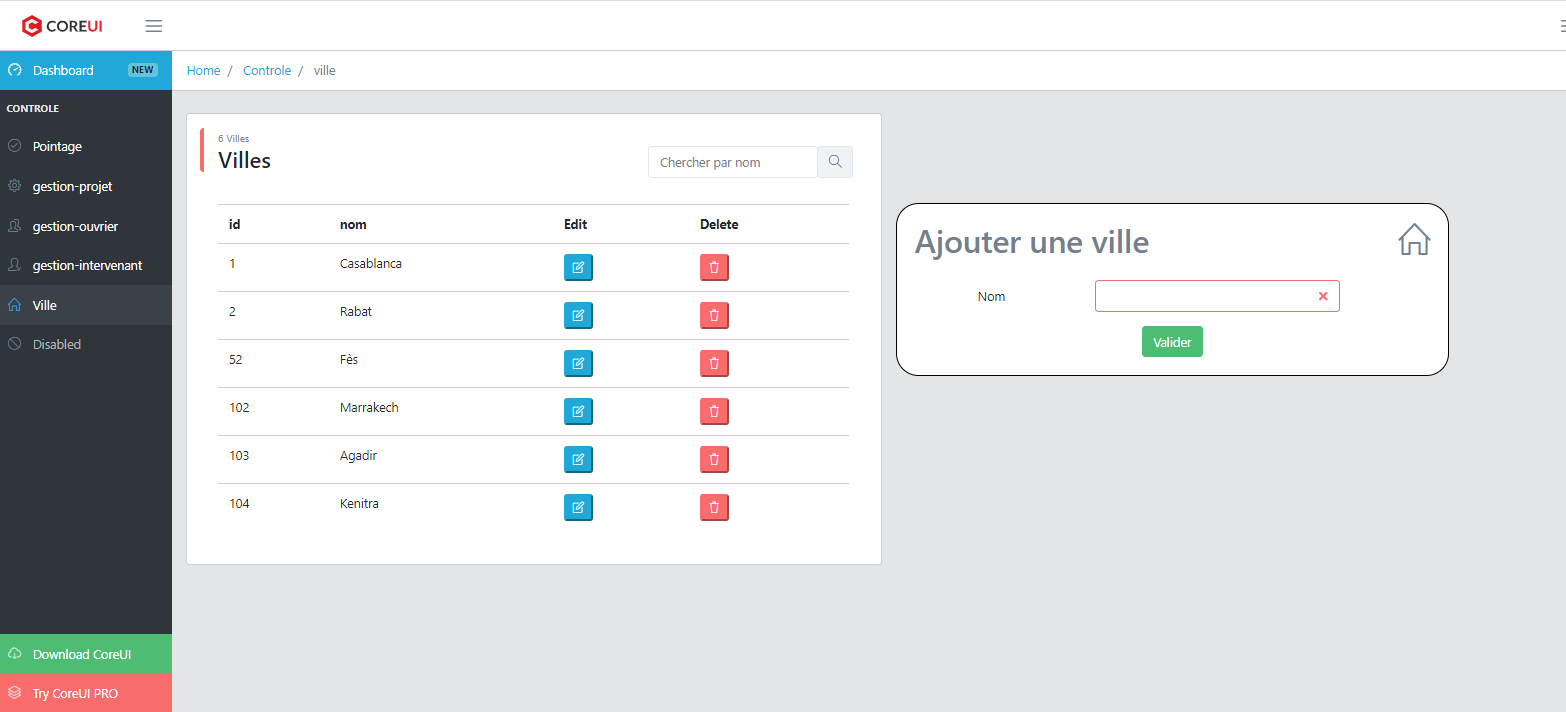 COREUI
Dashboard NEW
Home / Controle / ville
CONTROLE
Pointage
gestion-projet
gestion-ouvrier
gestion-intervenant
Ville
Disabled
Download CoreUI
Try CoreUI PRO
6 Villes
Villes
Chercher par nom
id nom Edit Delete
1 Casablanca
2 Rabat
52 Fès
102 Marrakech
103 Agadir
104 Kenitra
Ajouter une ville
Nom
Valider